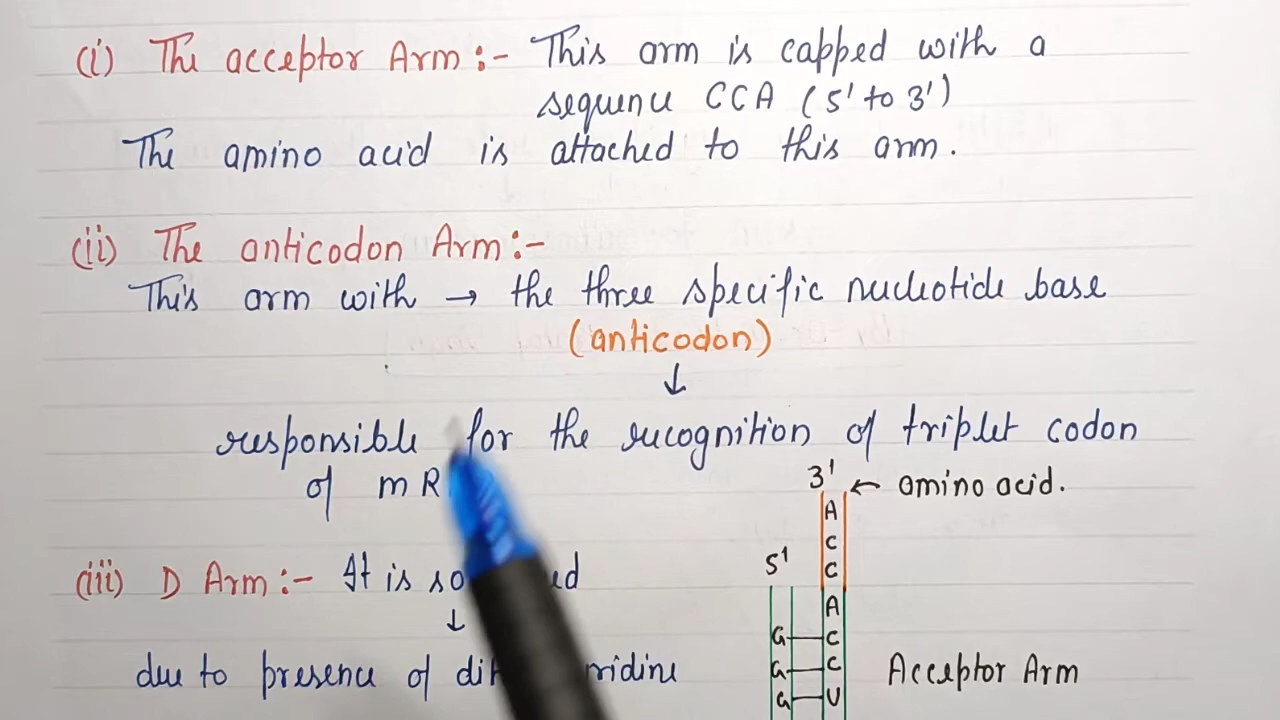 (i) The acceptor Arm :- This arm is capped with a
sequence CCA (5' to 3')
The amino acid is attached to this arm.
(ii) The anticodon Arm :-
This arm with → the three specific nucleotide base
(anticodon)
↓
responsible for the recognition of triplet codon
of mR
(iii) D Arm :- It is so
↓
due to presence of
3' ← amino acid.
A
C
C
5'
A
G C
G C
G U
Acceptor Arm